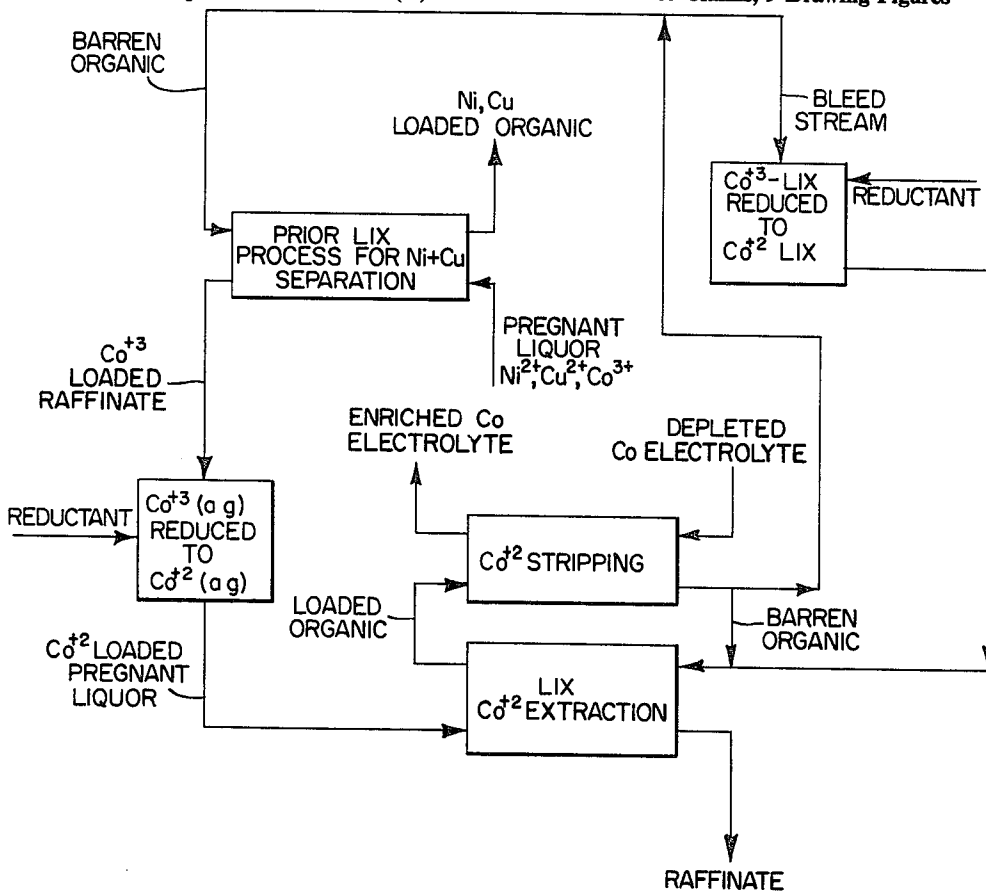 Drawing Figures
BARREN
ORGANIC
Ni,Cu
LOADED ORGANIC
BLEED
STREAM
Co+3-LIX
REDUCED
TO
Co+2 LIX
REDUCTANT
PRIOR LIX
PROCESS FOR Ni+Cu
SEPARATION
PREGNANT
LIQUOR
Ni2+,Cu2+,Co3+
Co+3
LOADED
RAFFINATE
ENRICHED Co
ELECTROLYTE
DEPLETED
Co ELECTROLYTE
REDUCTANT
Co+3 (ag)
REDUCED
TO
Co+2 (ag)
Co+2 STRIPPING
LOADED
ORGANIC
BARREN
ORGANIC
Co+2 LOADED
PREGNANT
LIQUOR
LIX
Co+2 EXTRACTION
RAFFINATE